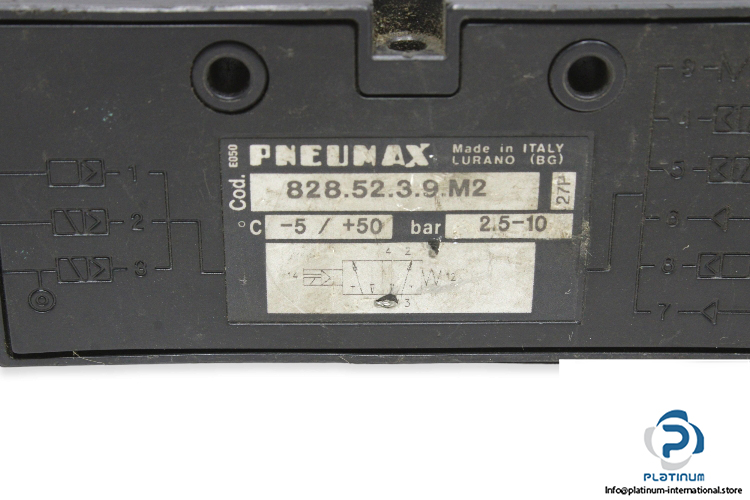 E050
PNEUMAX
Made in ITALY
LURANO (BG)
Cod.
828.52.3.9.M2
27P
°C -5 / +50 bar 2.5-10
14 4 2 12
3
1
2
3
9
4
5
6
8
7
PLATINUM
Info@platinum-international.store